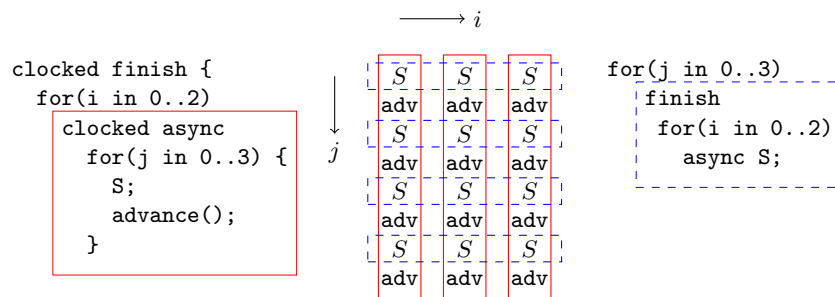 i
clocked finish {
for(i in 0..2)
clocked async
for(j in 0..3) {
S;
advance();
}
j
S S S
adv adv adv
S S S
adv adv adv
S S S
adv adv adv
S S S
adv adv adv
for(j in 0..3)
finish
for(i in 0..2)
async S;